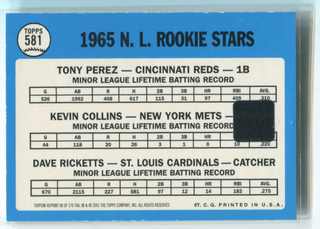 TOPPS
581
1965 N. L. ROOKIE STARS
TONY PEREZ — CINCINNATI REDS — 1B
MINOR LEAGUE LIFETIME BATTING RECORD
G AB R H 2B 3B HR RBI AVG.
526 1992 408 617 115 31 97 409 .310
KEVIN COLLINS — NEW YORK METS —
MINOR LEAGUE LIFETIME BATTING RECORD
G AB R H 2B 3B HR AVG.
44 118 20 26 3 1 0 10 .220
DAVE RICKETTS — ST. LOUIS CARDINALS — CATCHER
MINOR LEAGUE LIFETIME BATTING RECORD
G AB R H 2B 3B HR RBI AVG.
670 2115 227 581 97 12 14 182 .275
©T. C. G. PRINTED IN U. S. A.